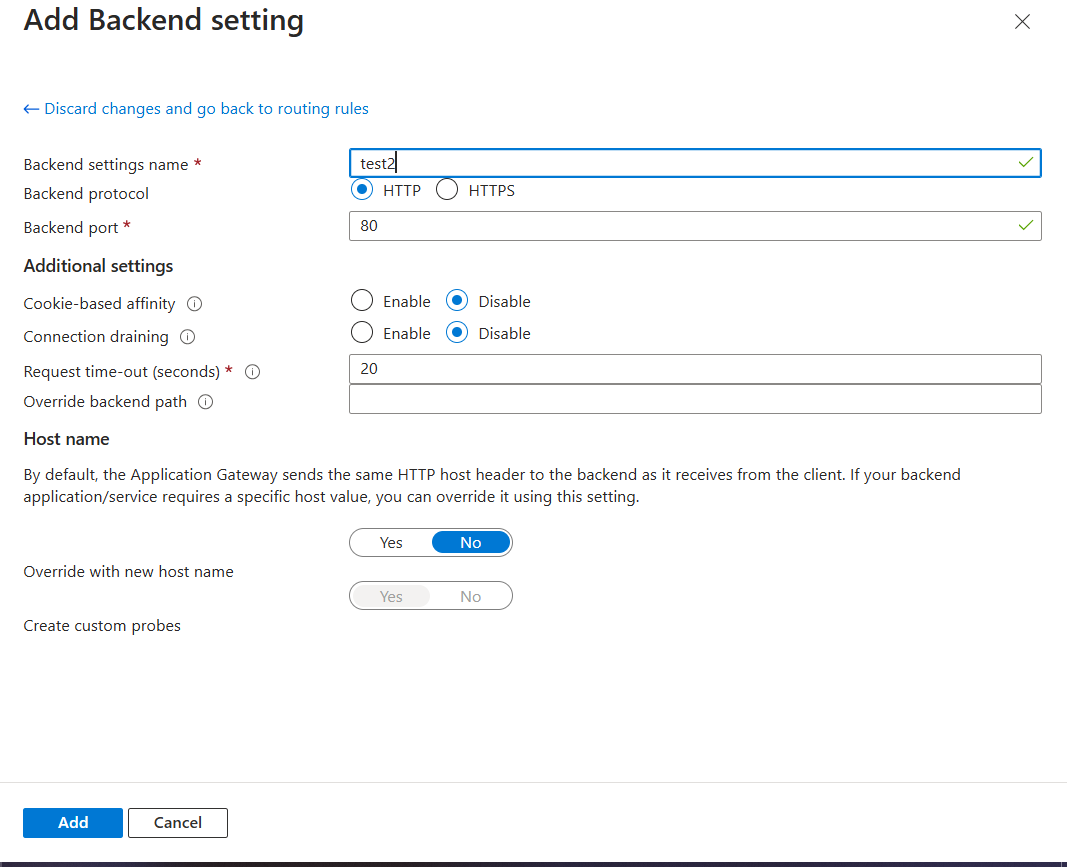 Add Backend setting
← Discard changes and go back to routing rules
Backend settings name * test2
Backend protocol HTTP HTTPS
Backend port * 80
Additional settings
Cookie-based affinity Enable Disable
Connection draining Enable Disable
Request time-out (seconds) * 20
Override backend path
Host name
By default, the Application Gateway sends the same HTTP host header to the backend as it receives from the client. If your backend
application/service requires a specific host value, you can override it using this setting.
Yes No
Override with new host name
Yes No
Create custom probes
Add Cancel